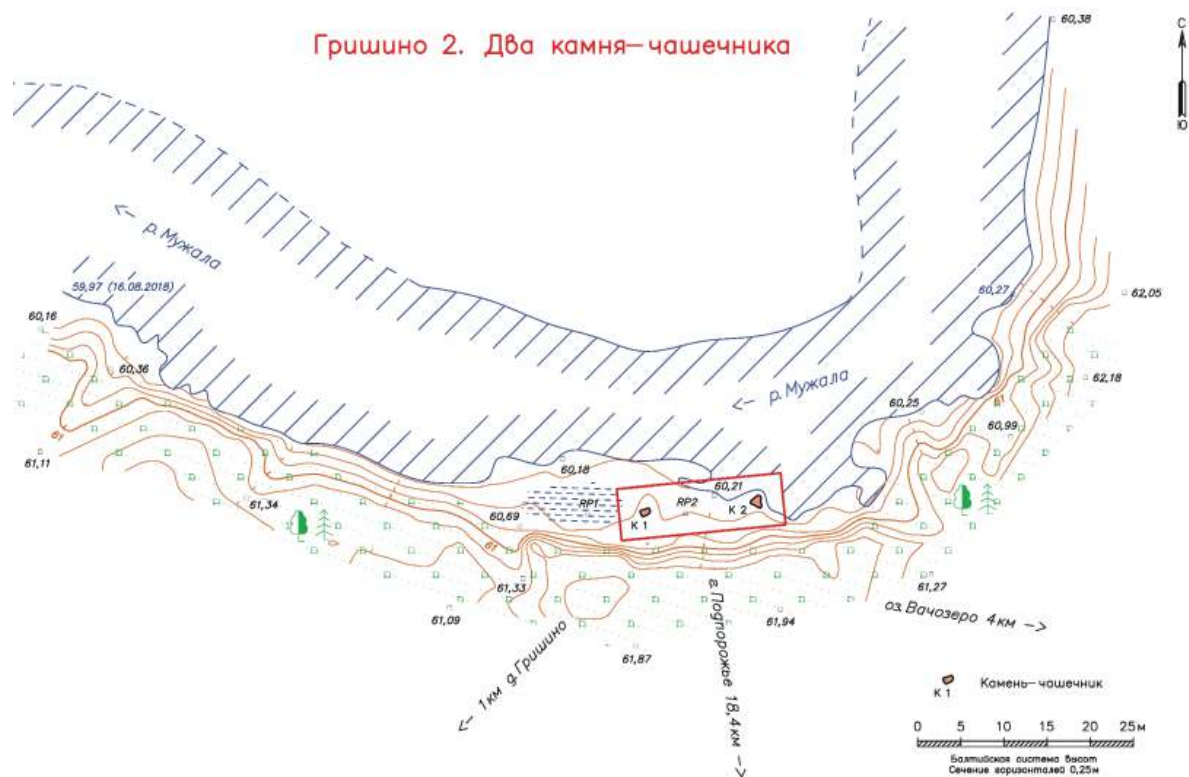 Гришино 2. Два камня-чашечника
60,38
С
Ю
р. Мужала
59,97 (16.08.2018)
60,27
62,05
60,16
60,36
р. Мужала
62,18
60,25
61
60,99
61
61,11
60,18
60,21
61,34
60,69
RP1
К 1
RP2
К 2
61
61,33
61,27
61,09
61,94
оз. Вачозеро 4км
61,87
1км д. Гришино
г. Подпорожье 18,4км
К 1
Камень-чашечник
0 5 10 15 20 25м
Балтийская система высот
Сечение горизонталей 0,25м